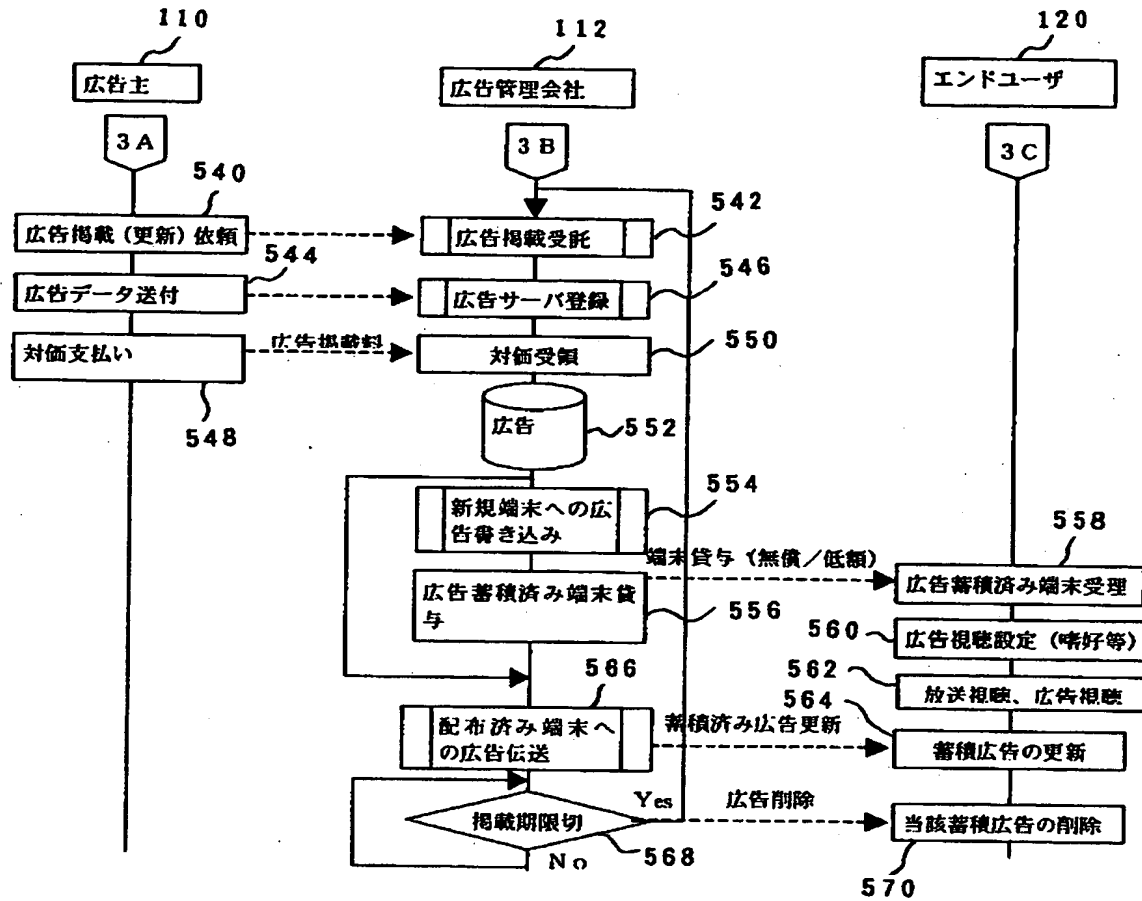 110
112
120
広告主
広告管理会社
エンドユーザ
3A
3B
3C
540
542
広告掲載(更新)依頼
広告掲載受託
544
546
広告データ送付
広告サーバ登録
対価支払い
広告掲載料
対価受領
550
548
広告
552
554
新規端末への広
告書き込み
558
端末貸与(無償/低額)
広告蓄積済み端末受理
広告蓄積済み端末貸
与
556
560
広告視聴設定(嗜好等)
562
放送視聴、広告視聴
566
564
配布済み端末へ
の広告伝送
蓄積済み広告更新
蓄積広告の更新
Yes
広告削除
掲載期限切
当該蓄積広告の削除
568
No
570